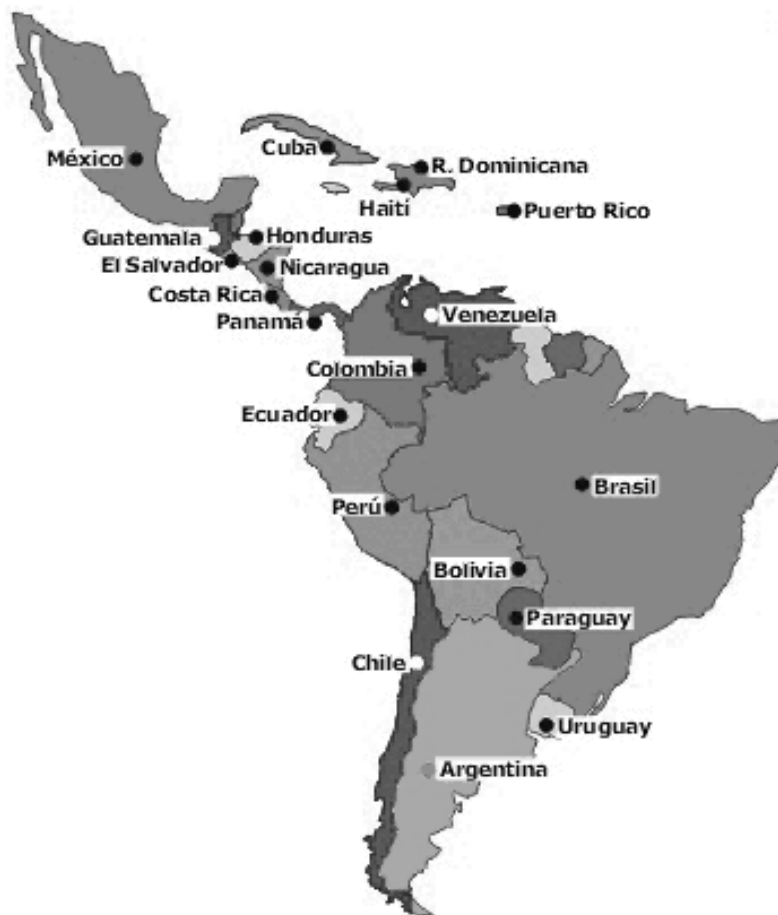 Cuba
México
R. Dominicana
Haití
Puerto Rico
Guatemala
Honduras
El Salvador
Nicaragua
Costa Rica
Panamá
Venezuela
Colombia
Ecuador
Brasil
Perú
Bolivia
Paraguay
Chile
Uruguay
Argentina